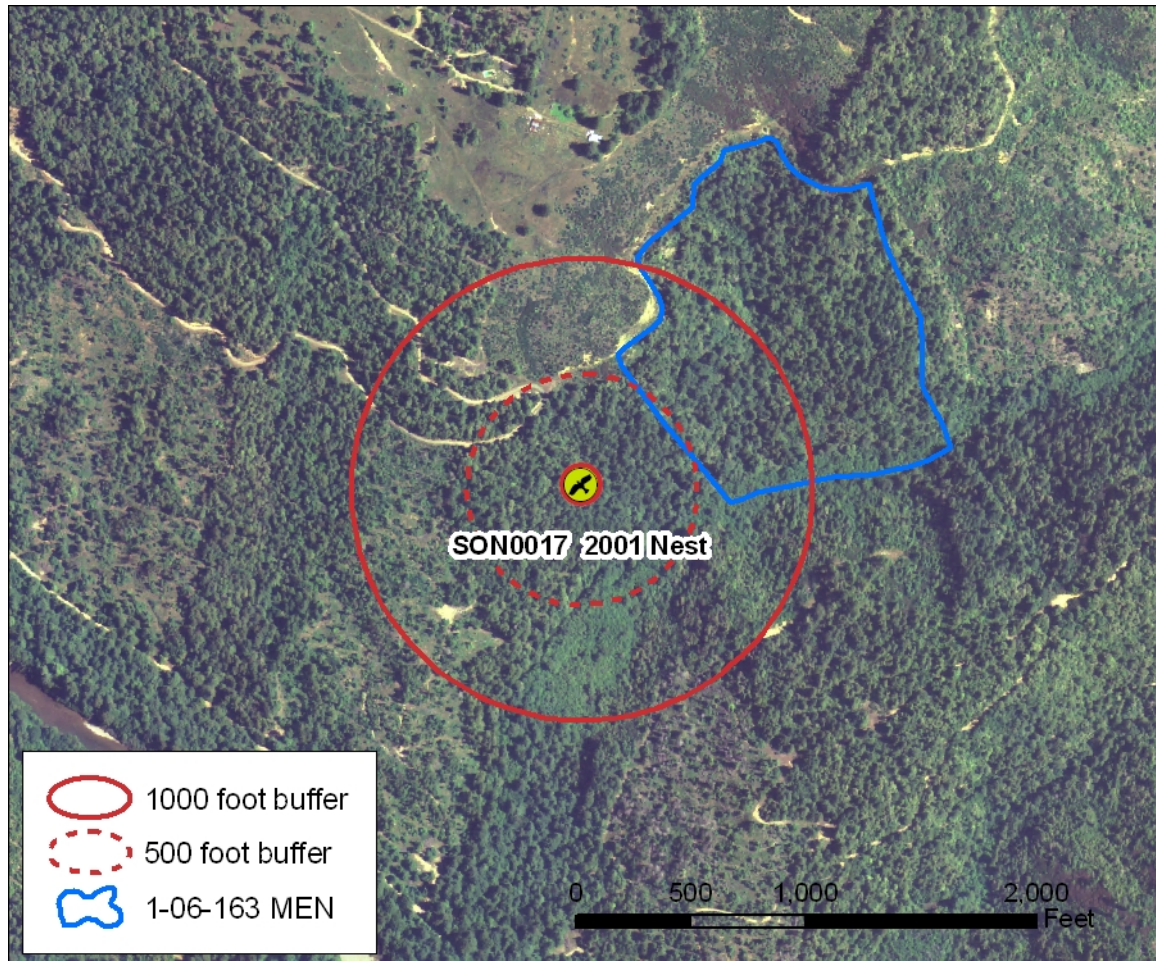 SON0017 2001 Nest
1000 foot buffer
500 foot buffer
1-06-163 MEN
0 500 1,000 2,000
Feet